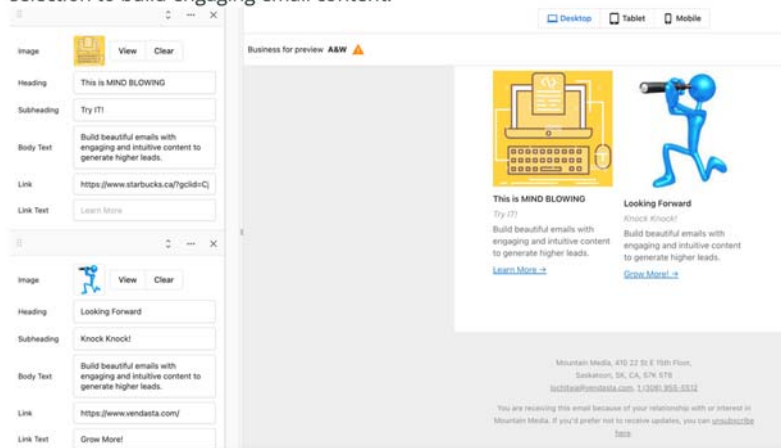 selection to build engaging email content.
Image
View
Clear
Heading
This is MIND BLOWING
Subheading
Try IT!
Body Text
Build beautiful emails with
engaging and intuitive content to
generate higher leads.
Link
https://www.starbucks.ca/?gclid=Cj
Link Text
Learn More
Image
View
Clear
Heading
Looking Forward
Subheading
Knock Knock!
Body Text
Build beautiful emails with
engaging and intuitive content to
generate higher leads.
Link
https://www.vendasta.com/
Link Text
Grow More!
Desktop
Tablet
Mobile
Business for preview A&W
This is MIND BLOWING
Try IT!
Build beautiful emails with
engaging and intuitive content
to generate higher leads.
Learn More →
Looking Forward
Knock Knock!
Build beautiful emails with
engaging and intuitive content
to generate higher leads.
Grow More! →
Mountain Media, 410 22 St E Floor,
Saskatoon, SK, CA, S7K 5T6
1 (306) 955-5512
You are receiving this email because of your relationship with or interest in
Mountain Media. If you'd prefer not to receive updates, you can unsubscribe
here.